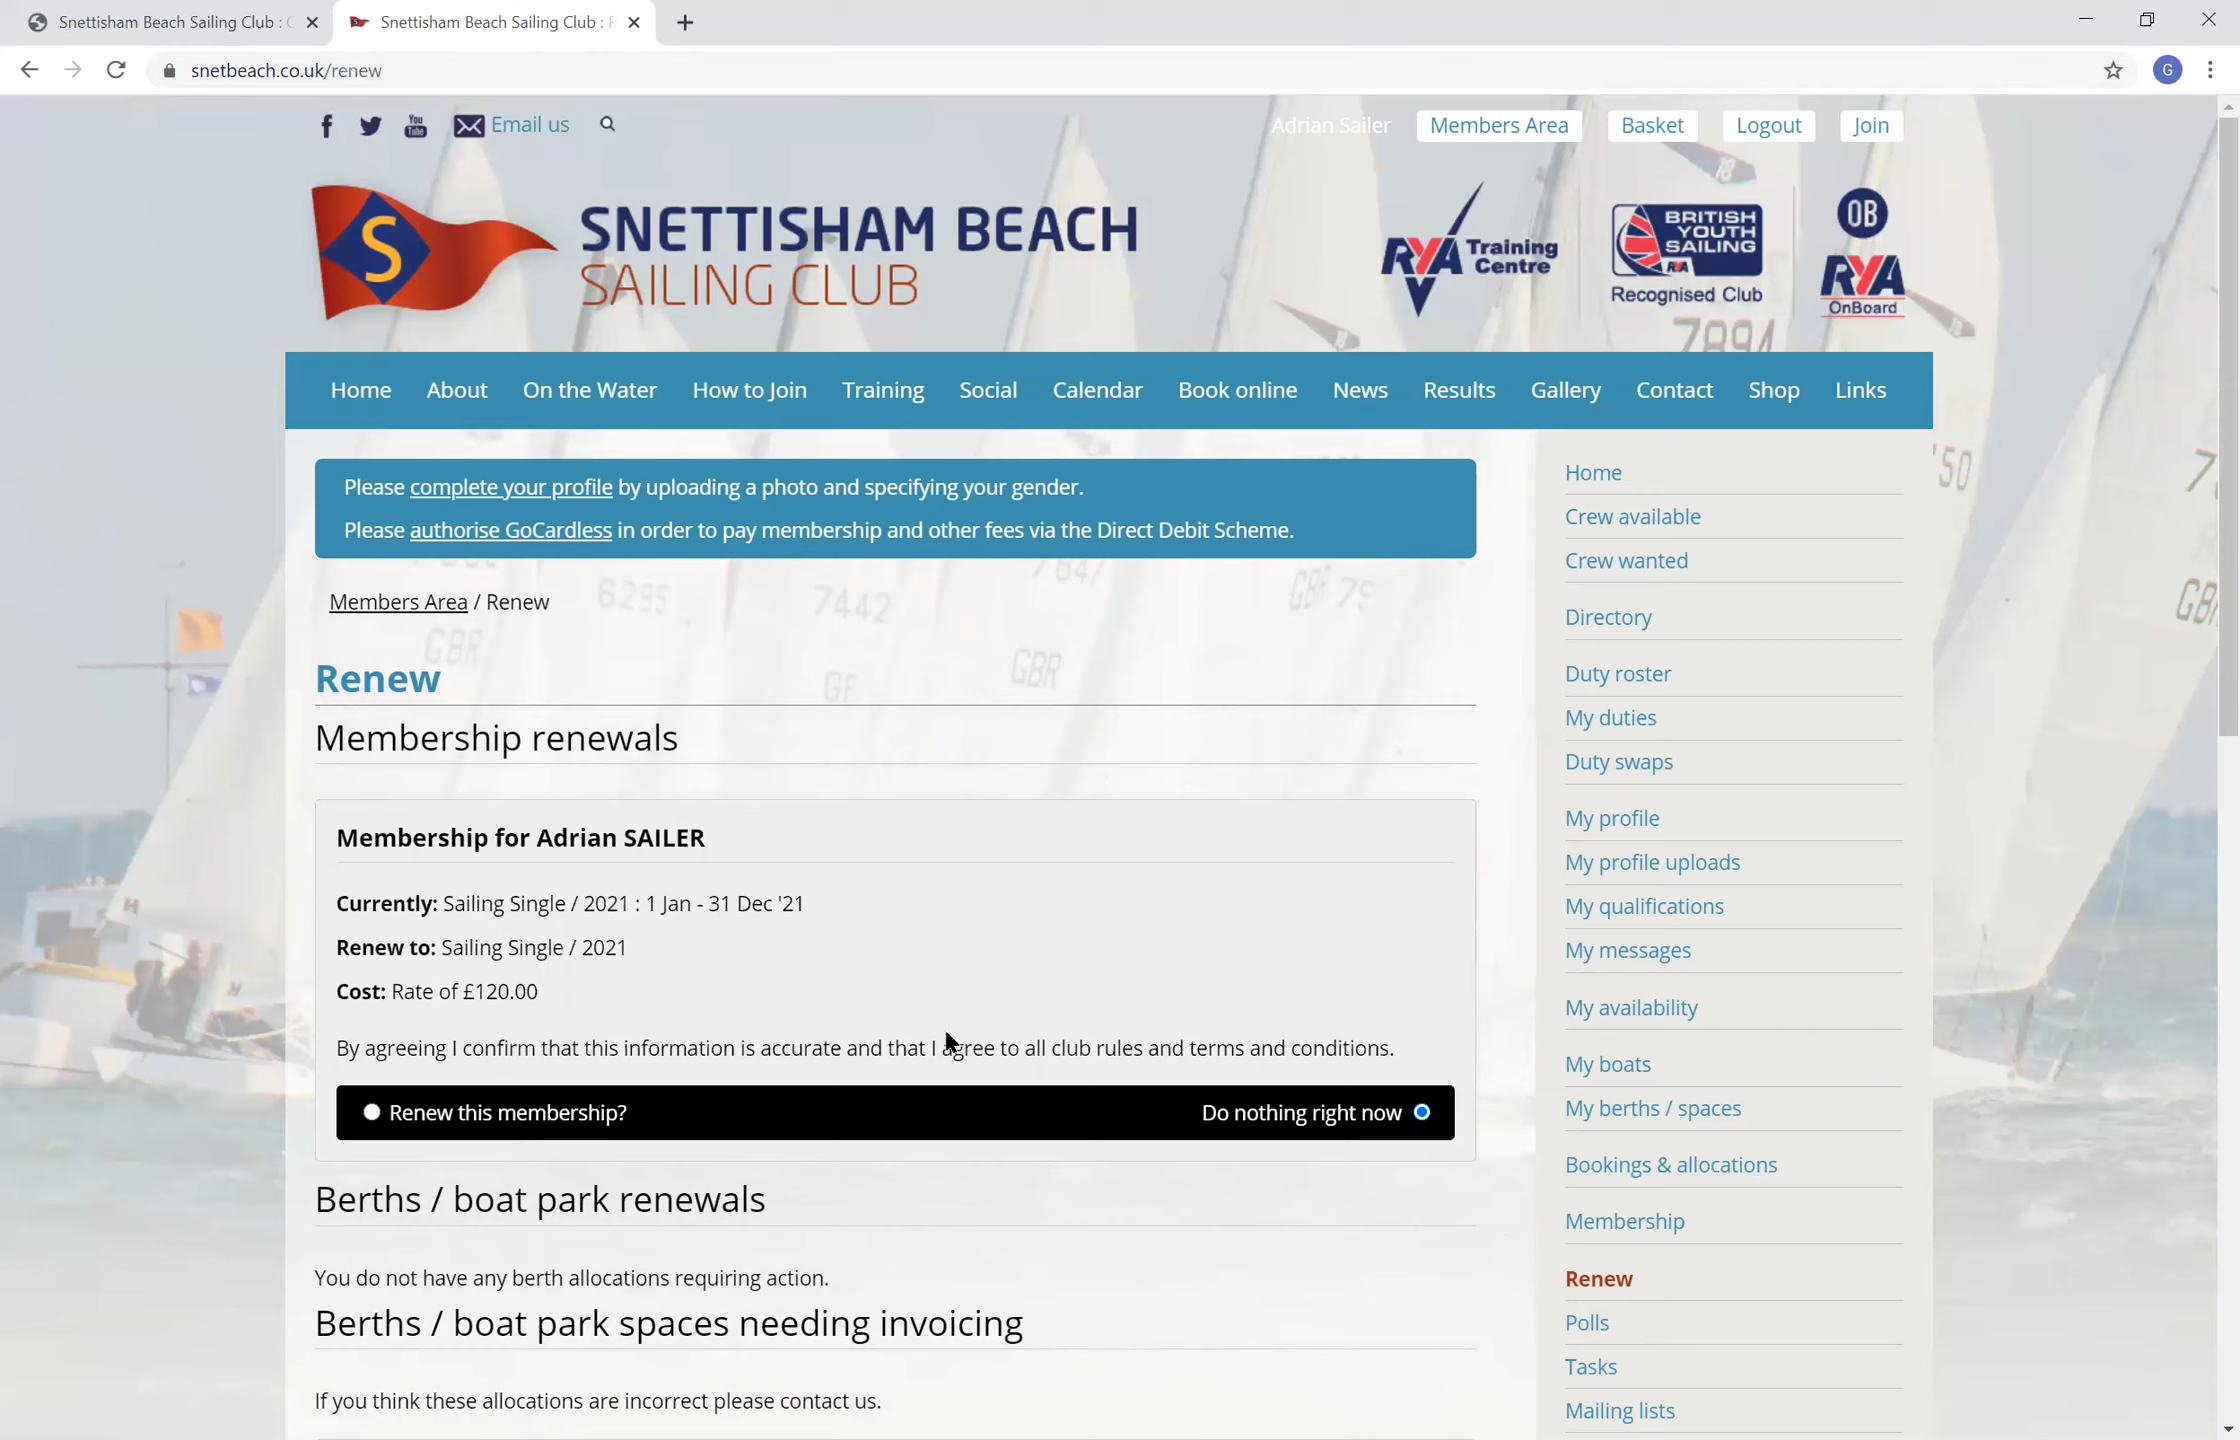 Snettisham Beach Sailing Club :
Snettisham Beach Sailing Club :
snetbeach.co.uk/renew
G
Email us
Adrian Sailer
Members Area
Basket
Logout
Join
S
SNETTISHAM BEACH
SAILING CLUB
RYA Training Centre
BRITISH YOUTH SAILING
RYA
Recognised Club
OB
RYA
OnBoard
7894
Home About On the Water How to Join Training Social Calendar Book online News Results Gallery Contact Shop Links
Please complete your profile by uploading a photo and specifying your gender.
Please authorise GoCardless in order to pay membership and other fees via the Direct Debit Scheme.
6295
7442
7847
GBR 75
GBR
GBR
Members Area / Renew
Renew
Membership renewals
Membership for Adrian SAILER
Currently: Sailing Single / 2021 : 1 Jan - 31 Dec '21
Renew to: Sailing Single / 2021
Cost: Rate of £120.00
By agreeing I confirm that this information is accurate and that I agree to all club rules and terms and conditions.
Renew this membership?
Do nothing right now
Berths / boat park renewals
You do not have any berth allocations requiring action.
Berths / boat park spaces needing invoicing
If you think these allocations are incorrect please contact us.
Home
Crew available
Crew wanted
Directory
Duty roster
My duties
Duty swaps
My profile
My profile uploads
My qualifications
My messages
My availability
My boats
My berths / spaces
Bookings & allocations
Membership
Renew
Polls
Tasks
Mailing lists